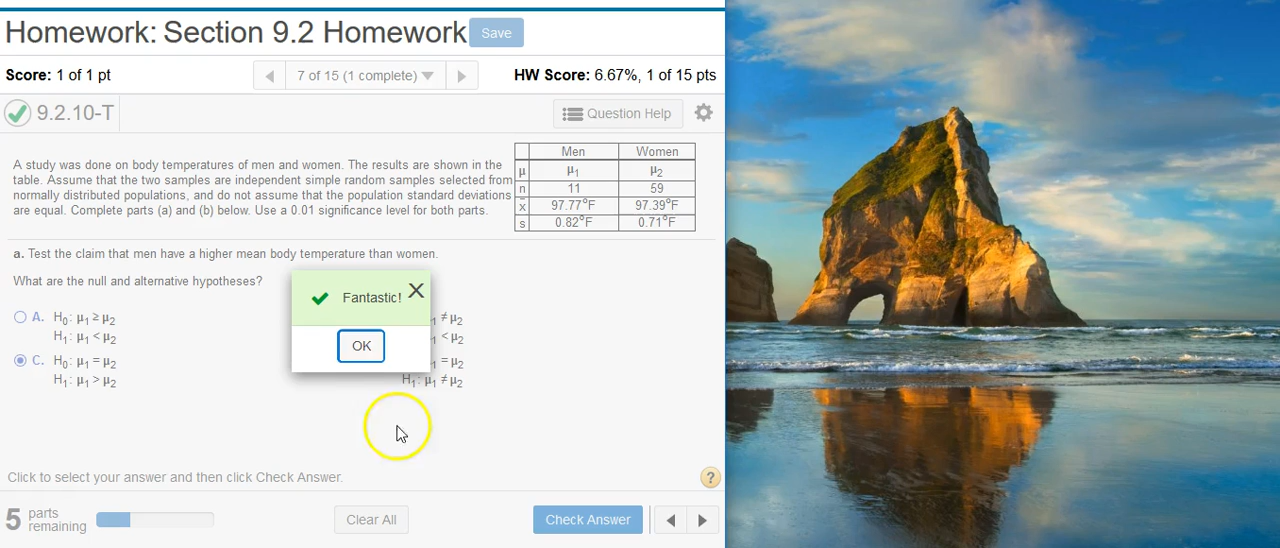 Homework: Section 9.2 Homework Save
Score: 1 of 1 pt
7 of 15 (1 complete)
HW Score: 6.67%, 1 of 15 pts
9.2.10-T
Question Help
A study was done on body temperatures of men and women. The results are shown in the
table. Assume that the two samples are independent simple random samples selected from
normally distributed populations, and do not assume that the population standard deviations
are equal. Complete parts (a) and (b) below. Use a 0.01 significance level for both parts.
Men Women
μ μ₁ μ₂
n 11 59
x̄ 97.77°F 97.39°F
s 0.82°F 0.71°F
a. Test the claim that men have a higher mean body temperature than women.
What are the null and alternative hypotheses?
A. H₀: μ₁ ≥ μ₂
H₁: μ₁ < μ₂
₁ ≠ μ₂
₁ < μ₂
C. H₀: μ₁ = μ₂
H₁: μ₁ > μ₂
₁ = μ₂
H₁: μ₁ ≠ μ₂
Fantastic!
OK
Click to select your answer and then click Check Answer.
?
5 parts
remaining
Clear All
Check Answer